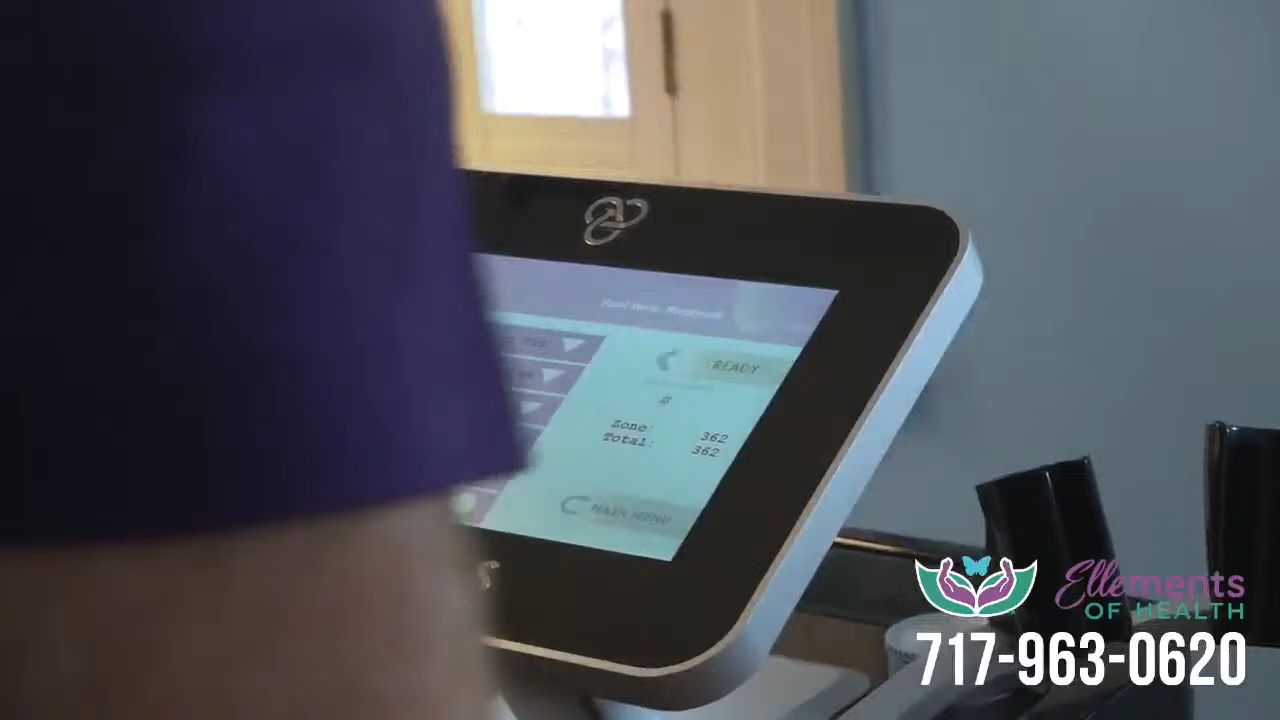 READY
#
Zone: 362
Total: 362
MAIN MENU
Ellements
OF HEALTH
717-963-0620